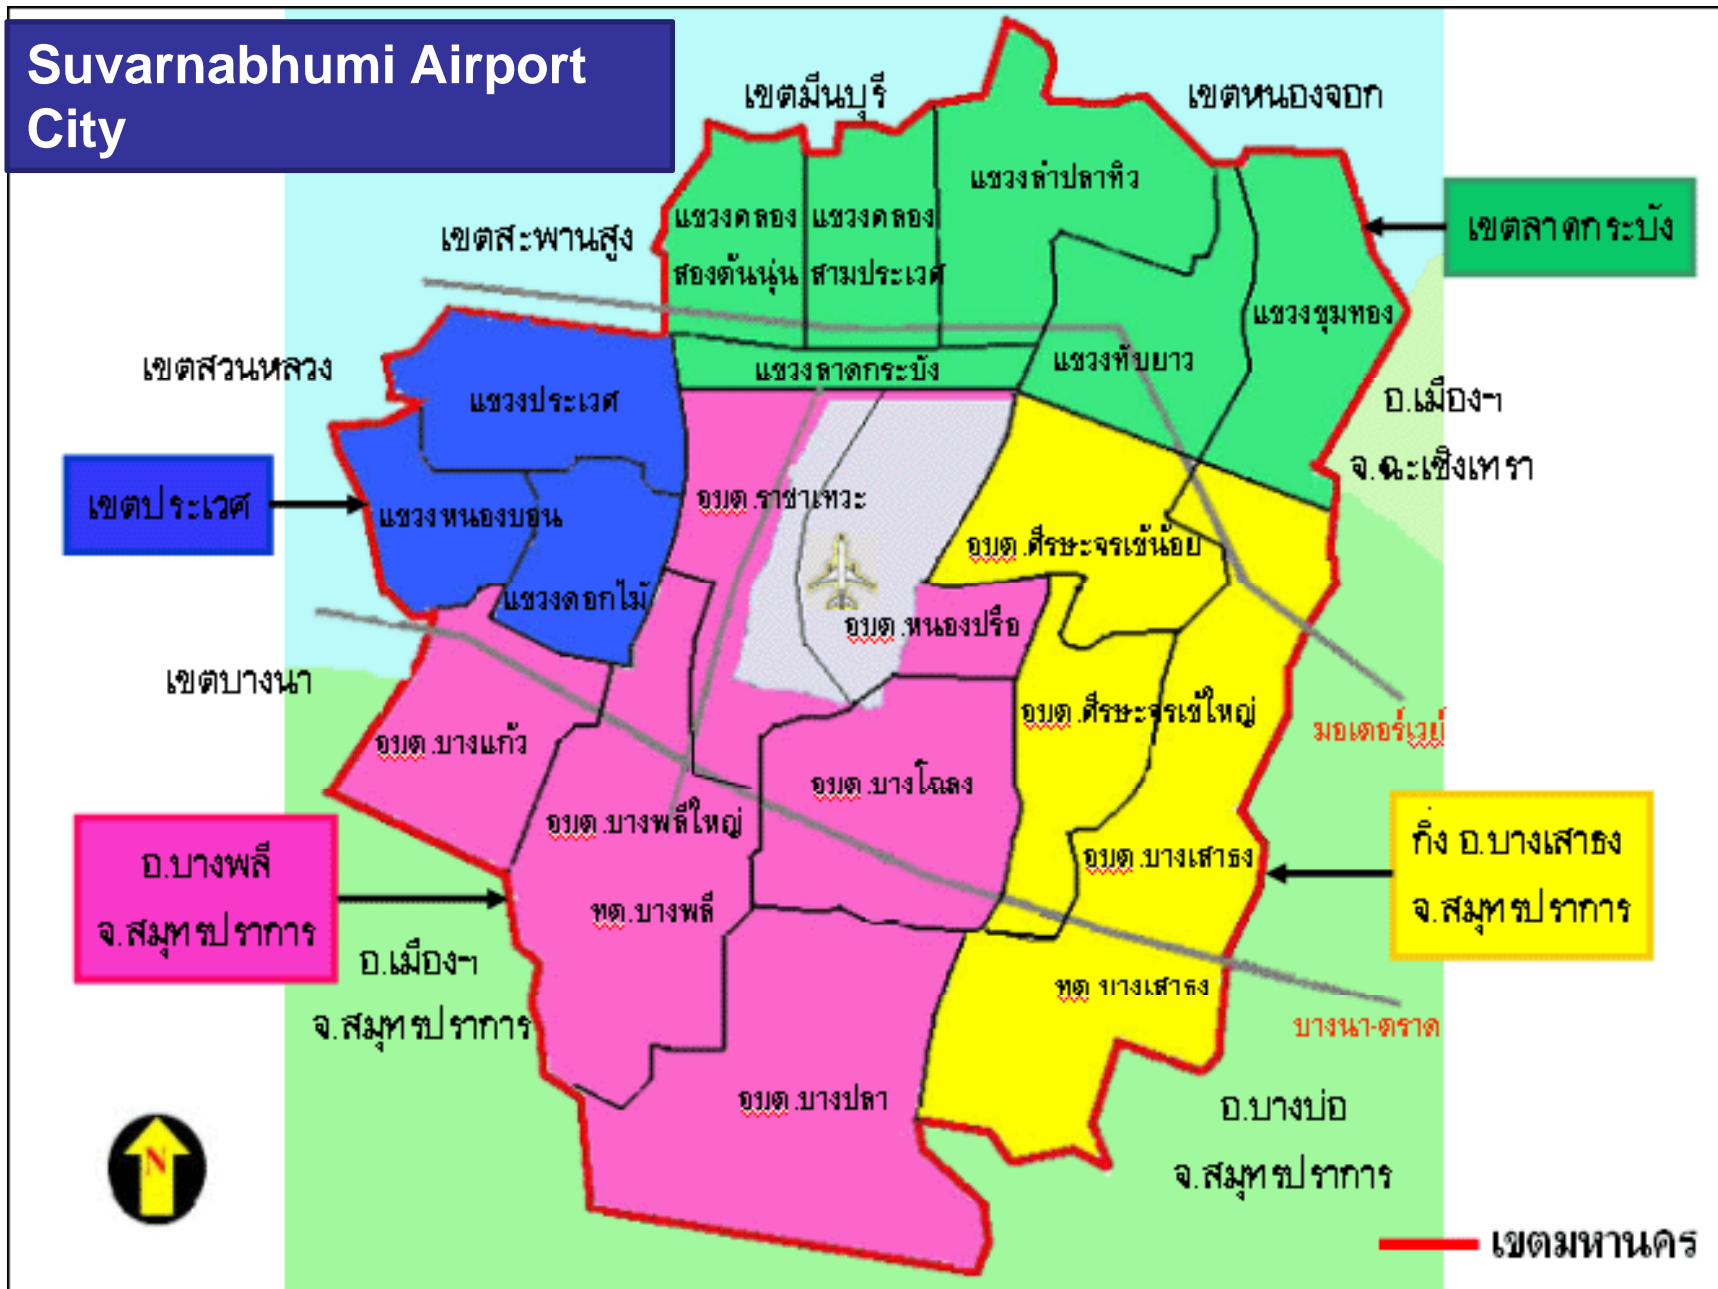 Suvarnabhumi Airport
City
เขตมีนบุรี
เขตหนองจอก
แขวงลำปลาทิว
เขตลาดกระบัง
แขวงคลอง
สองต้นนุ่น
แขวงคลอง
สามประเวศ
เขตสะพานสูง
แขวงขุมทอง
แขวงทับยาว
แขวงลาดกระบัง
เขตสวนหลวง
แขวงประเวศ
อ.เมืองฯ
จ.ฉะเชิงเทรา
เขตประเวศ
แขวงหนองบอน
อบต.ราชาเทวะ
อบต.ศีรษะจรเข้น้อย
แขวงดอกไม้
อบต.หนองปรือ
เขตบางนา
อบต.ศีรษะจรเข้ใหญ่
มอเตอร์เวย์
อบต.บางแก้ว
อบต.บางโฉลง
อบต.บางพลีใหญ่
ทต.บางพลี
อบต.บางเสาธง
กิ่ง อ.บางเสาธง
จ.สมุทรปราการ
อ.บางพลี
จ.สมุทรปราการ
อ.เมืองฯ
จ.สมุทรปราการ
ทต.บางเสาธง
บางนา-ตราด
อบต.บางปลา
อ.บางบ่อ
จ.สมุทรปราการ
N
เขตมหานคร